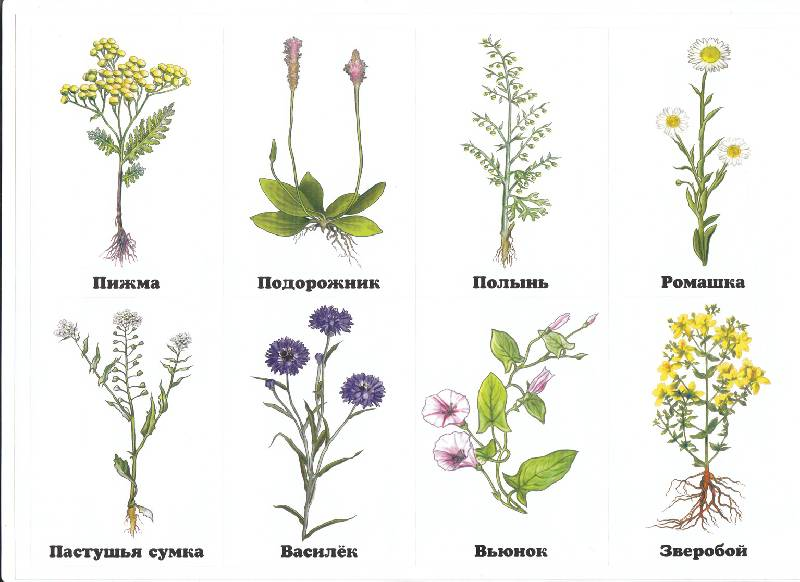 Пижма
Подорожник
Полынь
Ромашка
Пастушья сумка
Василёк
Вьюнок
Зверобой